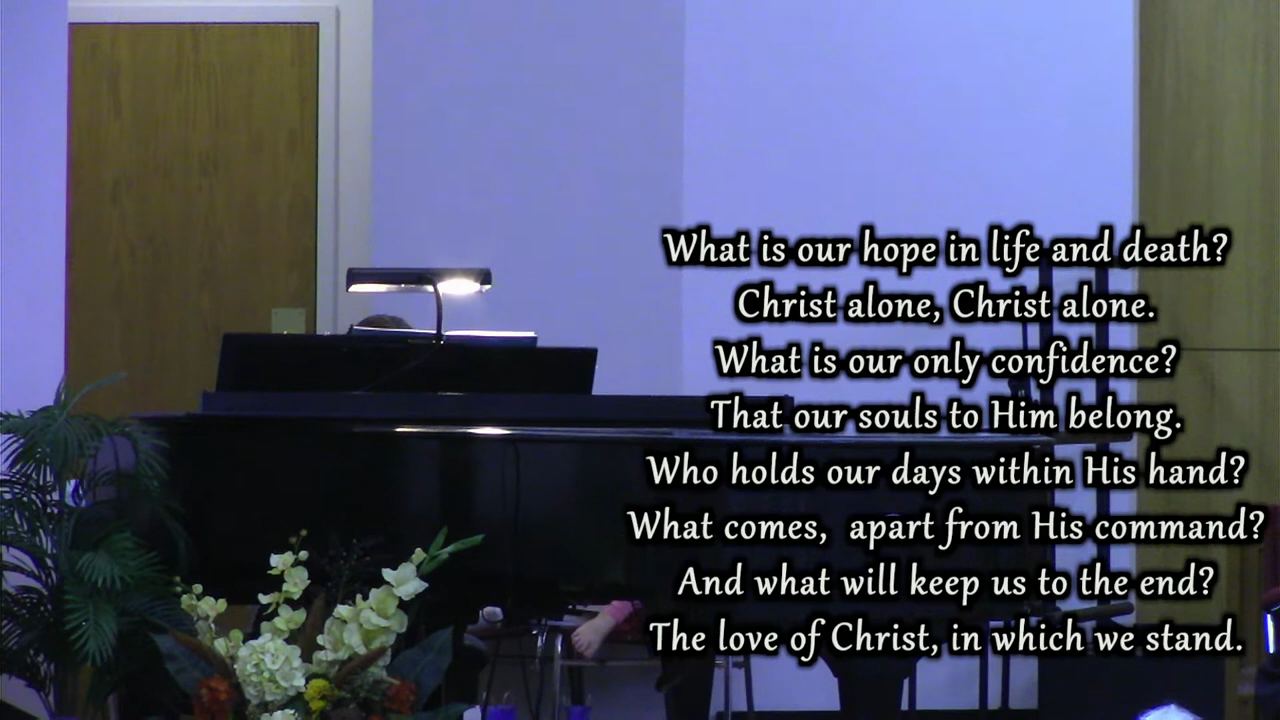 What is our hope in life and death?
Christ alone, Christ alone.
What is our only confidence?
That our souls to Him belong.
Who holds our days within His hand?
What comes,  apart from His command?
And what will keep us to the end?
The love of Christ, in which we stand.